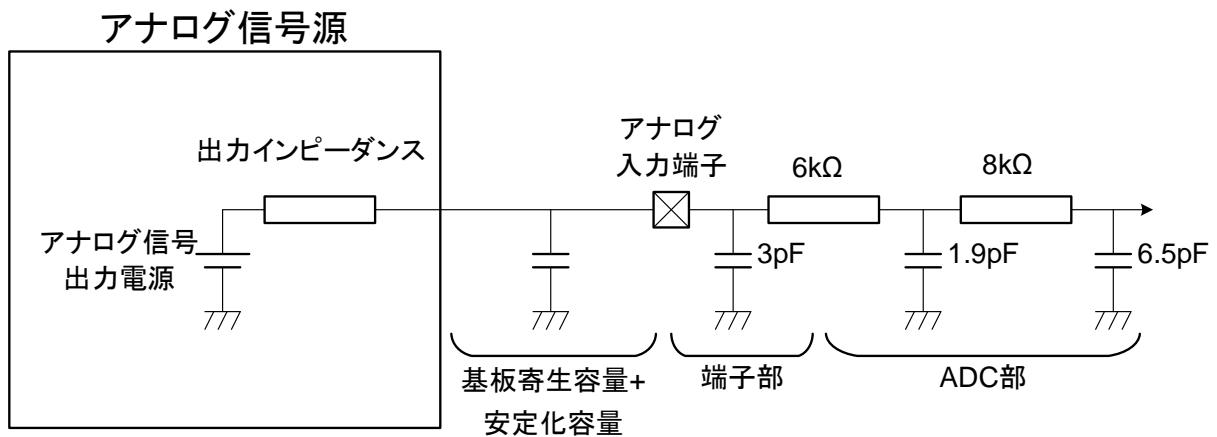 アナログ信号源
出力インピーダンス
アナログ信号
出力電源
アナログ
入力端子
6kΩ
8kΩ
3pF
1.9pF
6.5pF
基板寄生容量+
安定化容量
端子部
ADC部